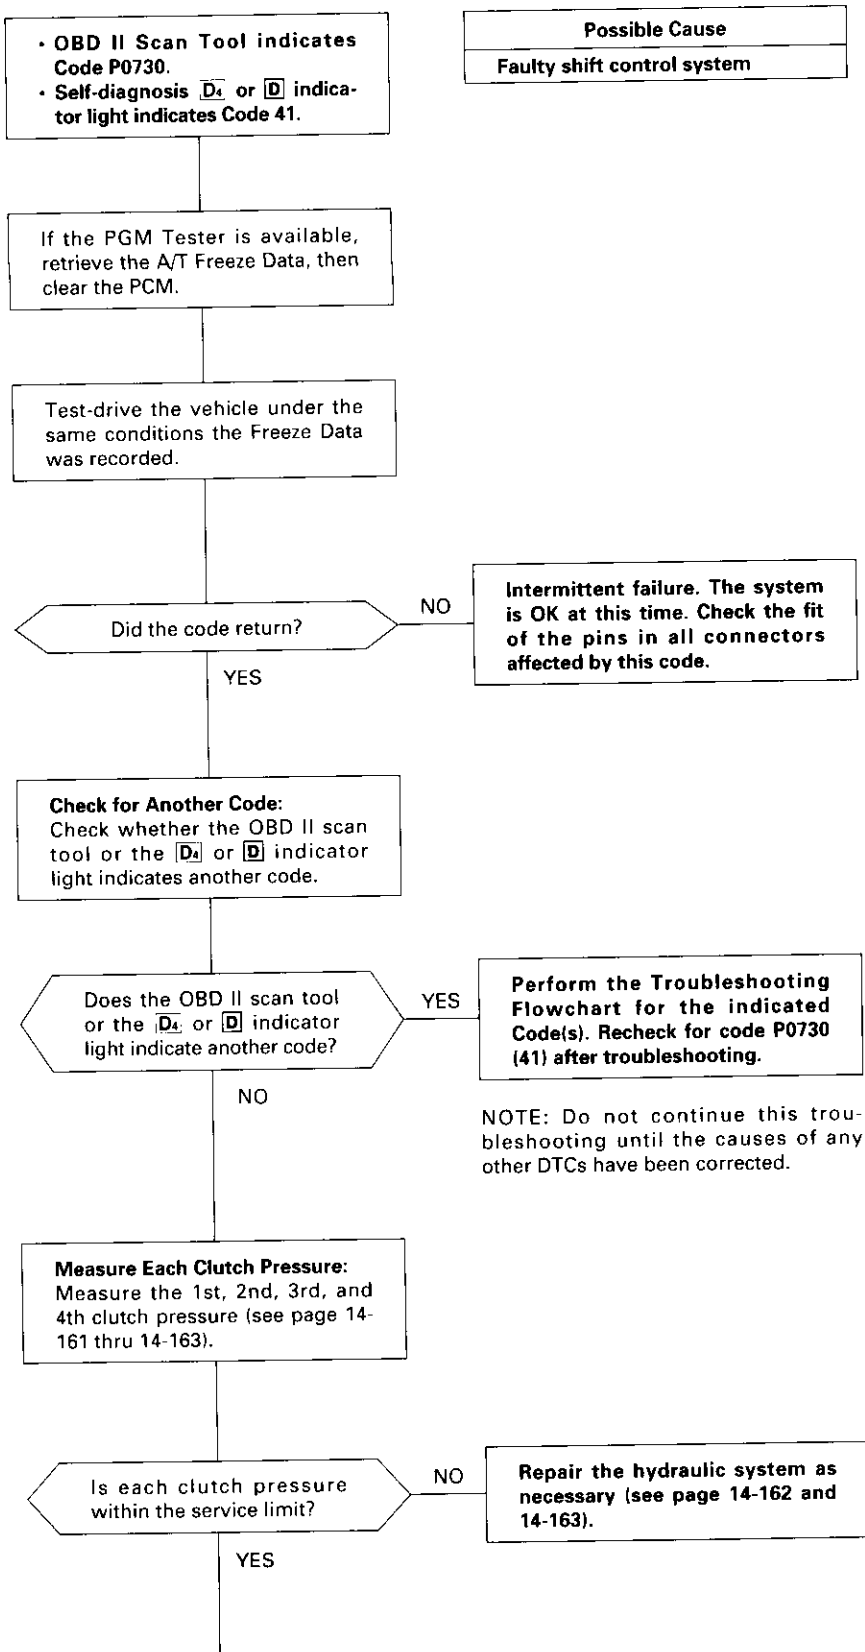 • OBD II Scan Tool indicates
Code P0730.
• Self-diagnosis D4 or D indica-
tor light indicates Code 41.
Possible Cause
Faulty shift control system
If the PGM Tester is available,
retrieve the A/T Freeze Data, then
clear the PCM.
Test-drive the vehicle under the
same conditions the Freeze Data
was recorded.
Did the code return?
NO
Intermittent failure. The system
is OK at this time. Check the fit
of the pins in all connectors
affected by this code.
YES
Check for Another Code:
Check whether the OBD II scan
tool or the D4 or D indicator
light indicates another code.
Does the OBD II scan tool
or the D4 or D indicator
light indicate another code?
YES
Perform the Troubleshooting
Flowchart for the indicated
Code(s). Recheck for code P0730
(41) after troubleshooting.
NO
NOTE: Do not continue this trou-
bleshooting until the causes of any
other DTCs have been corrected.
Measure Each Clutch Pressure:
Measure the 1st, 2nd, 3rd, and
4th clutch pressure (see page 14-
161 thru 14-163).
Is each clutch pressure
within the service limit?
NO
Repair the hydraulic system as
necessary (see page 14-162 and
14-163).
YES